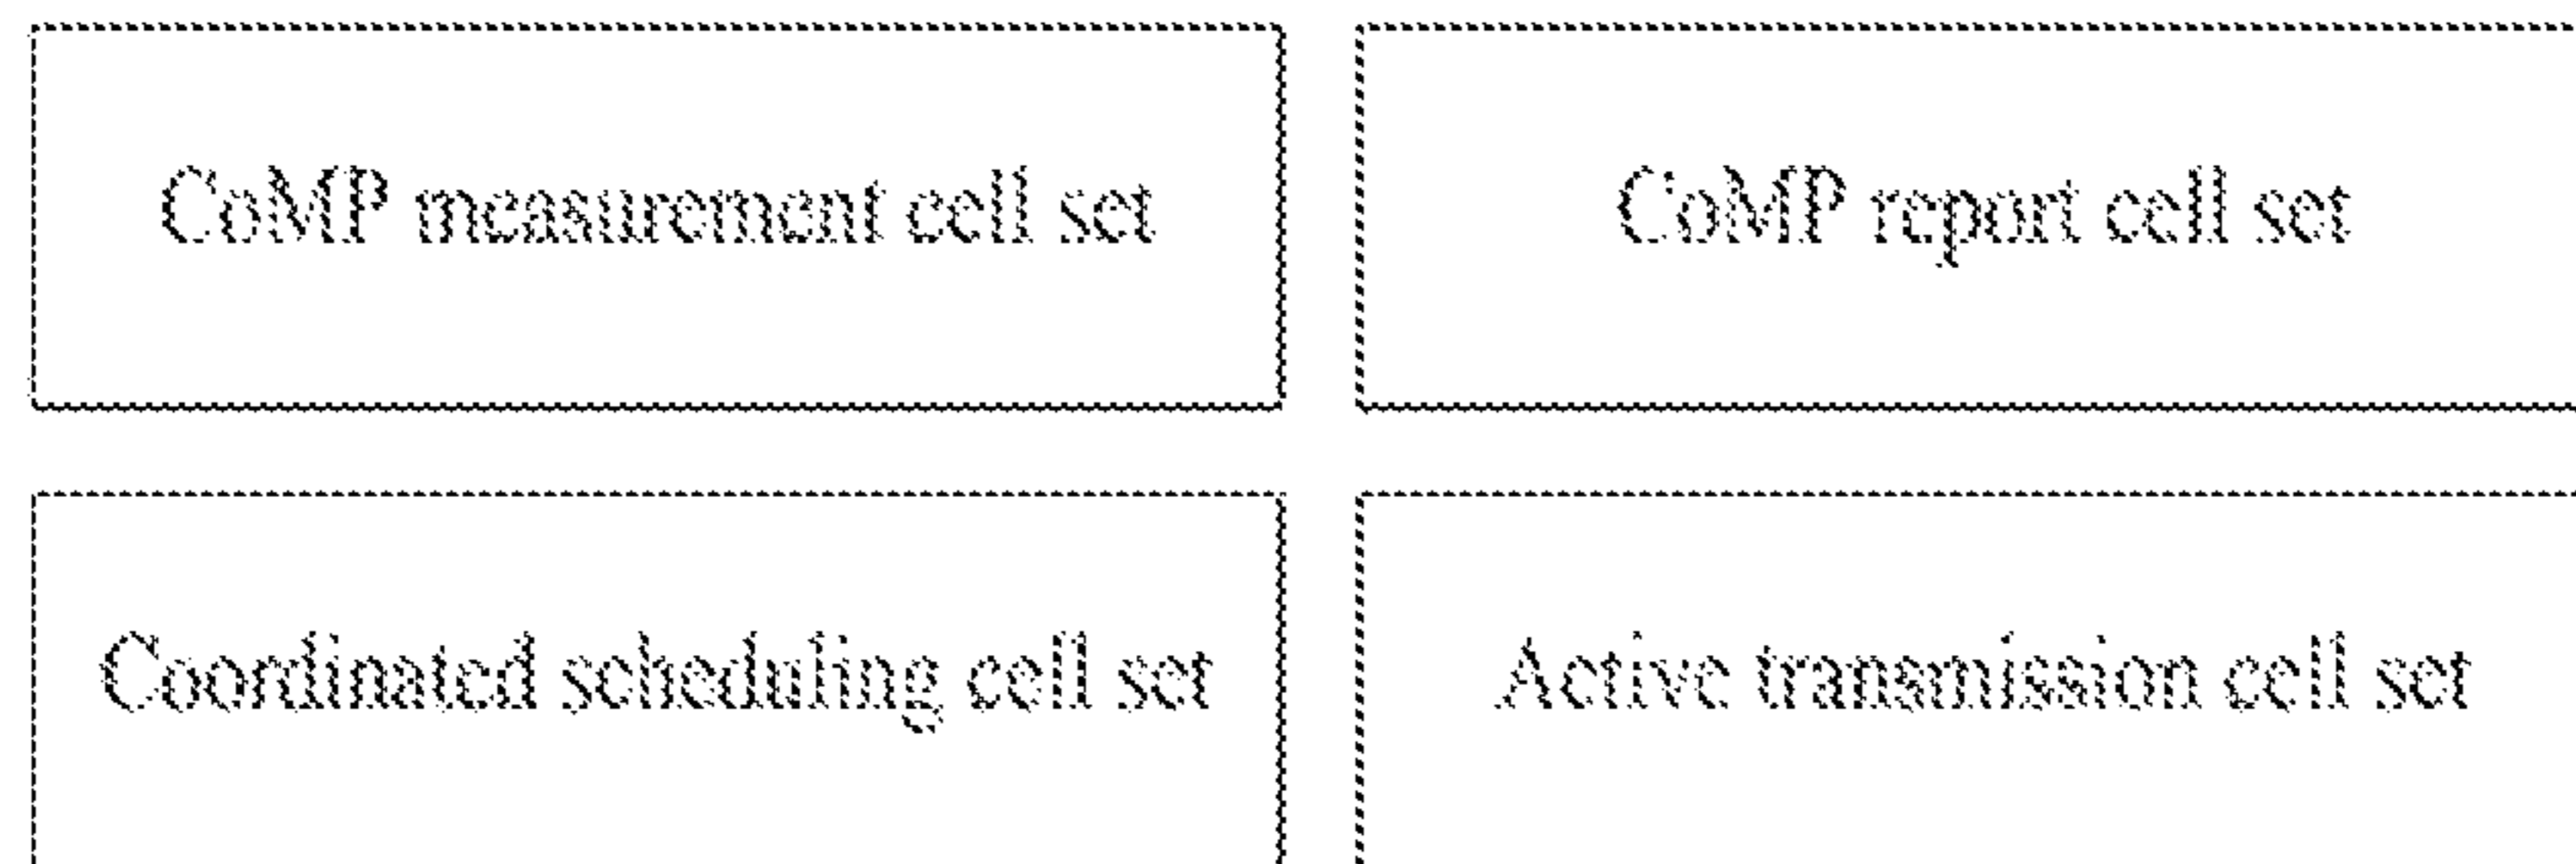 CoMP measurement cell set
CoMP report cell set
Coordinated scheduling cell set
Active transmission cell set